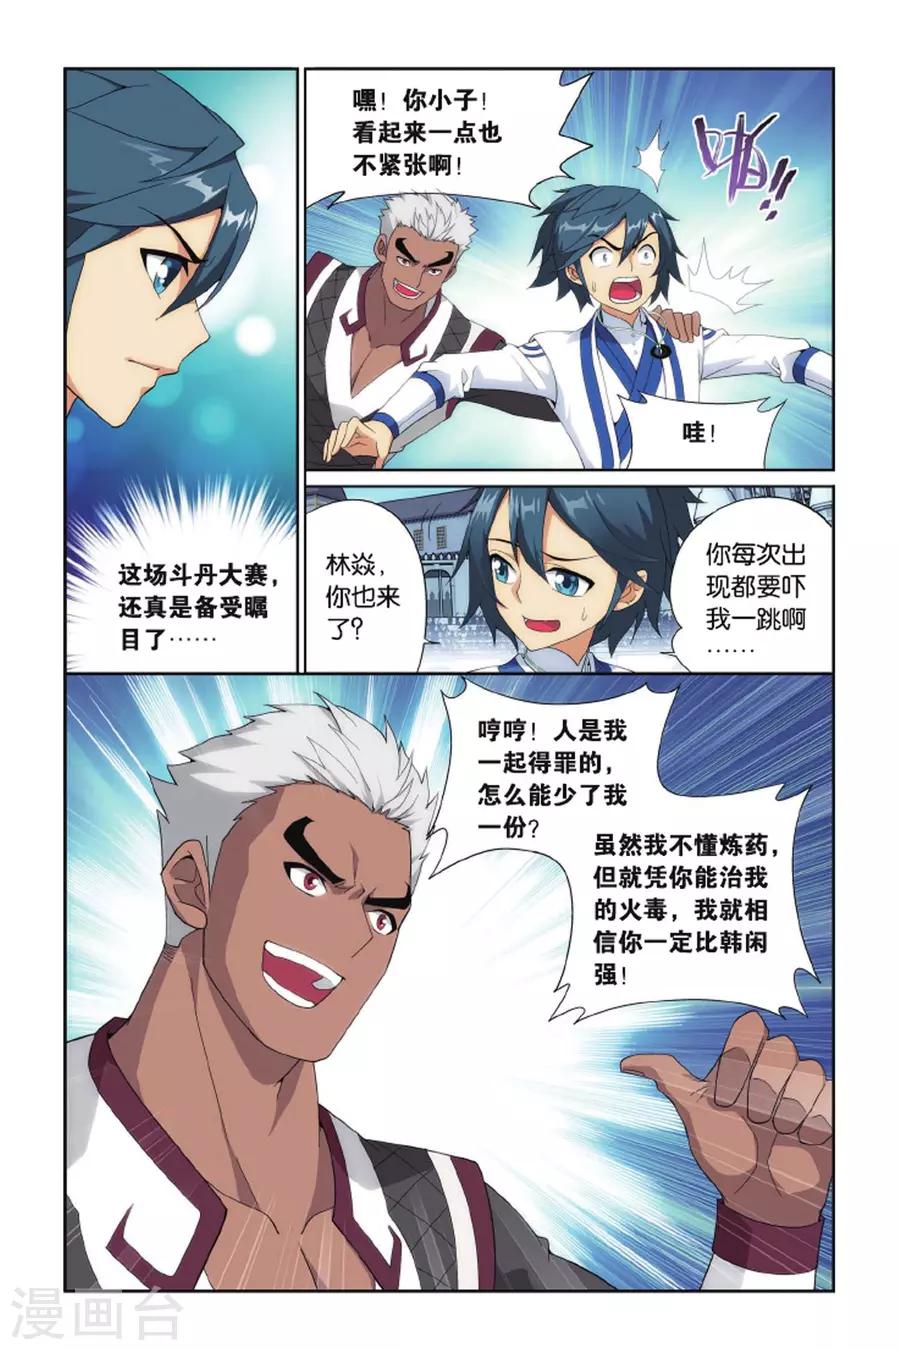 这场斗丹大赛，
还真是备受瞩
目了……
嘿！你小子！
看起来一点也
不紧张啊！
啪!!
哇！
林焱，
你也来
了？
你每次出
现都要吓
我一跳啊
……
哼哼！人是我
一起得罪的，
怎么能少了我
一份？
虽然我不懂炼药，
但就凭你能治我
的火毒，我就相
信你一定比韩闲
强！
漫画台